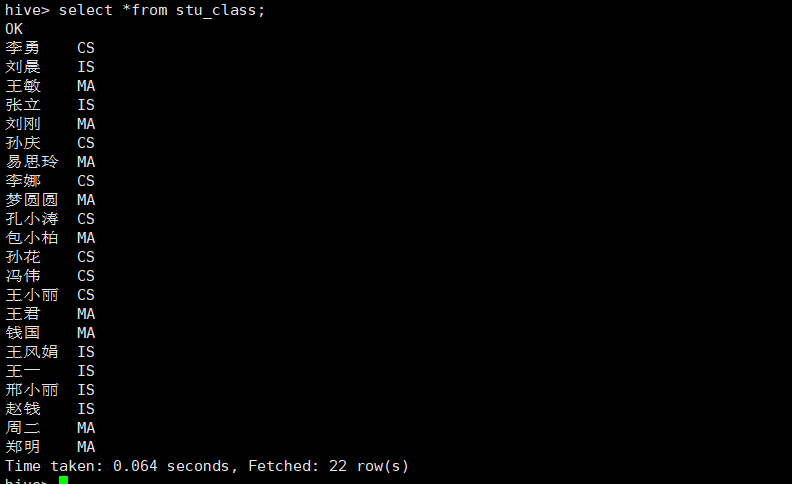 hive> select *from stu_class;
OK
李勇 CS
刘晨 IS
王敏 MA
张立 IS
刘刚 MA
孙庆 CS
易思玲 MA
李娜 CS
梦圆圆 MA
孔小涛 CS
包小柏 MA
孙花 CS
冯伟 CS
王小丽 CS
王君 MA
钱国 MA
王风娟 IS
王一 IS
邢小丽 IS
赵钱 IS
周二 MA
郑明 MA
Time taken: 0.064 seconds, Fetched: 22 row(s)
hive>